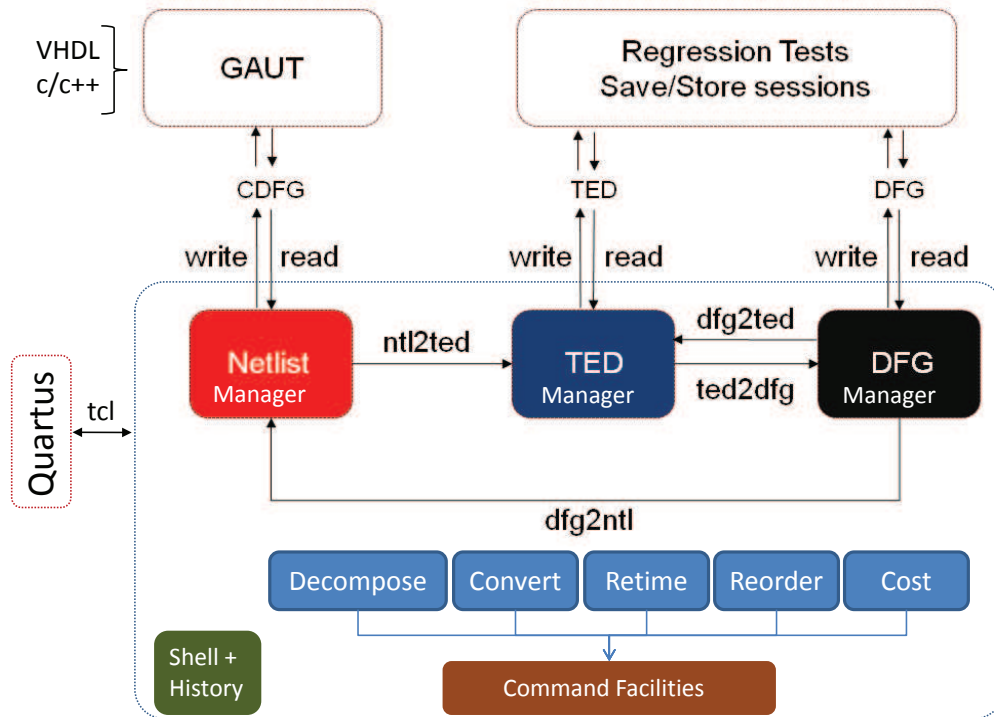 VHDL
c/c++
GAUT
Regression Tests
Save/Store sessions
CDFG
TED
DFG
write
read
write
read
write
read
Netlist
Manager
ntl2ted
TED
Manager
dfg2ted
ted2dfg
DFG
Manager
Quartus
tcl
dfg2ntl
Decompose
Convert
Retime
Reorder
Cost
Shell +
History
Command Facilities